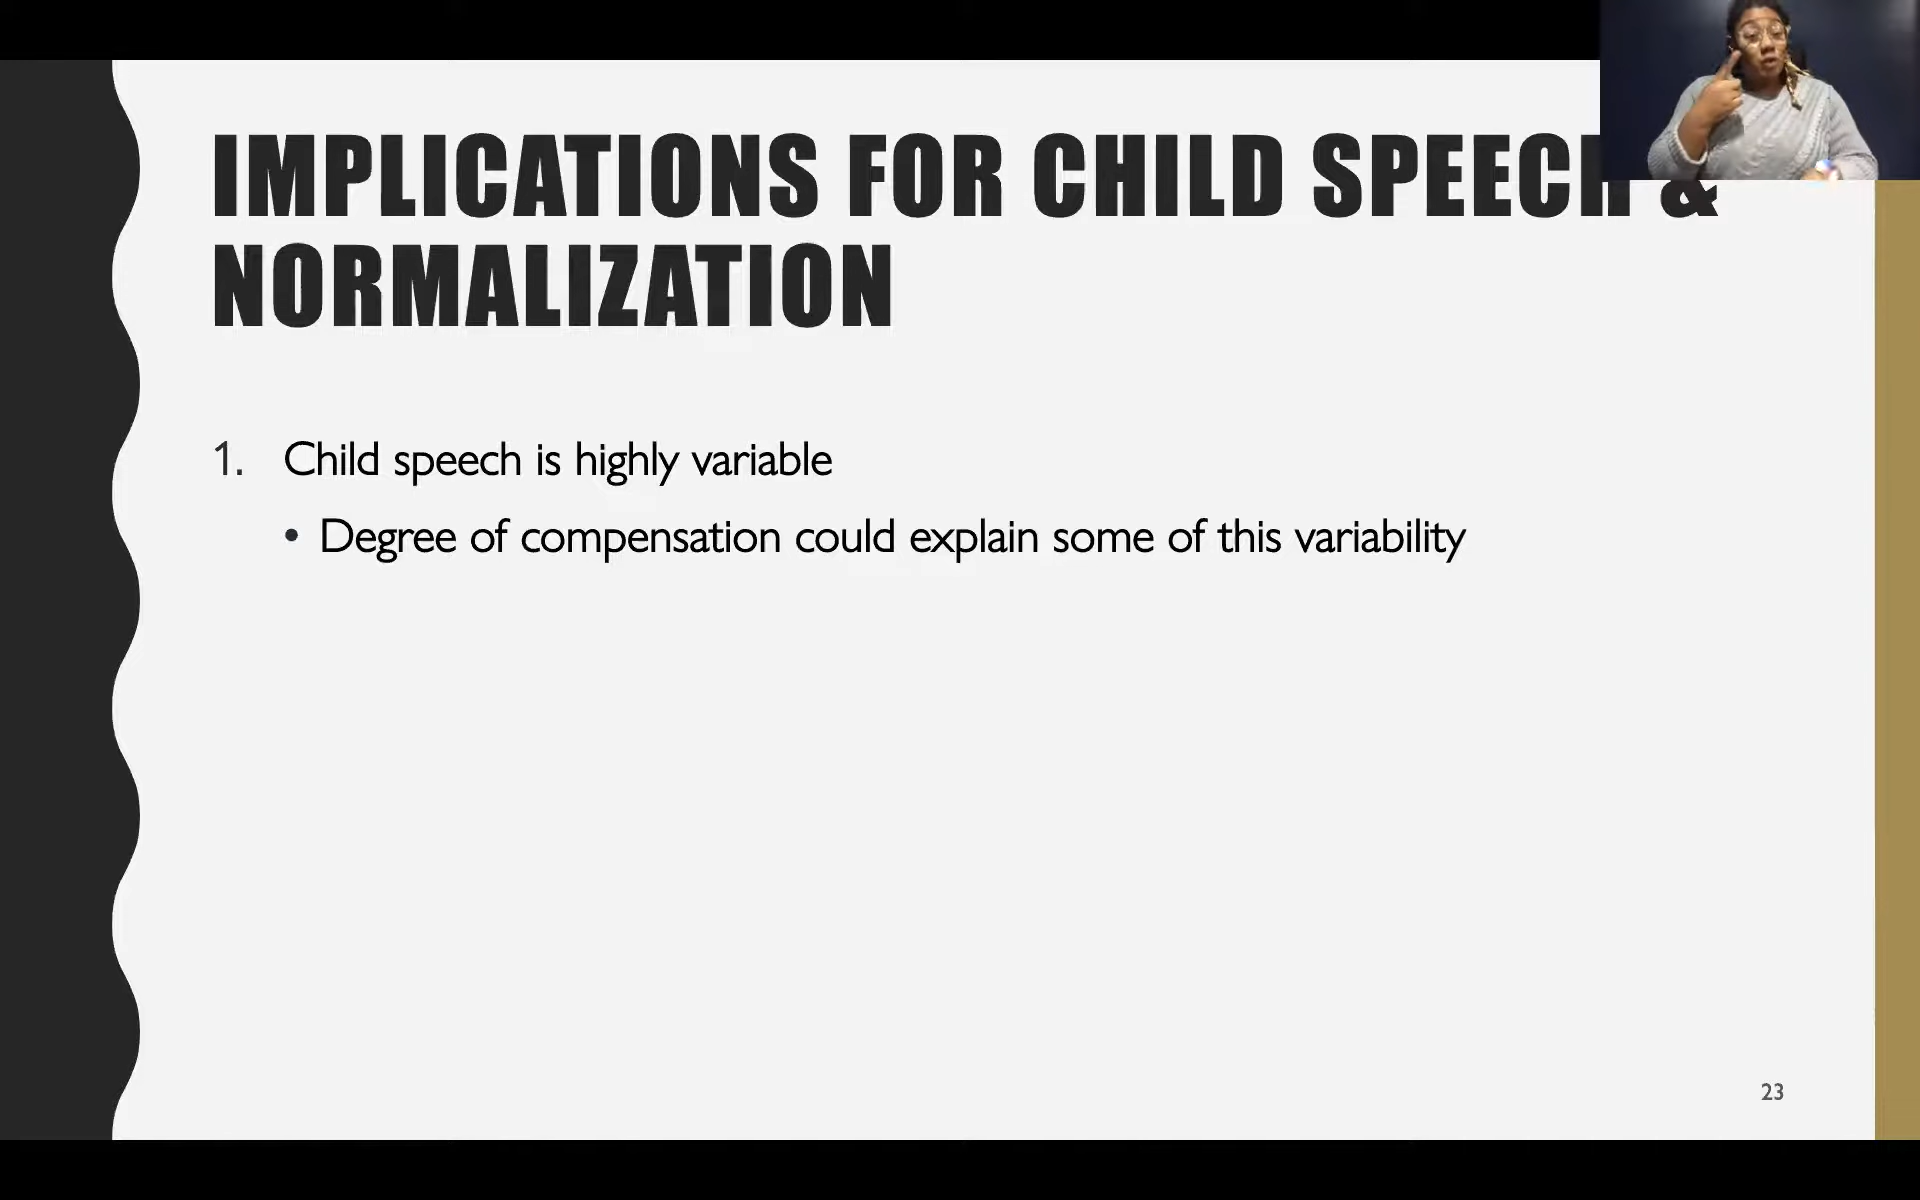 IMPLICATIONS FOR CHILD SPEECH &
NORMALIZATION
1. Child speech is highly variable
• Degree of compensation could explain some of this variability
23